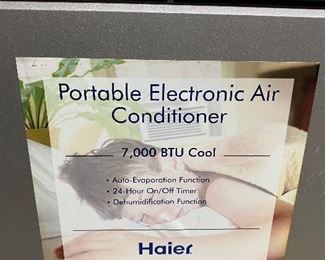 Portable Electronic Air
Conditioner
7,000 BTU Cool
• Auto-Evaporation Function
• 24-Hour On/Off Timer
• Dehumidification Function
Haier